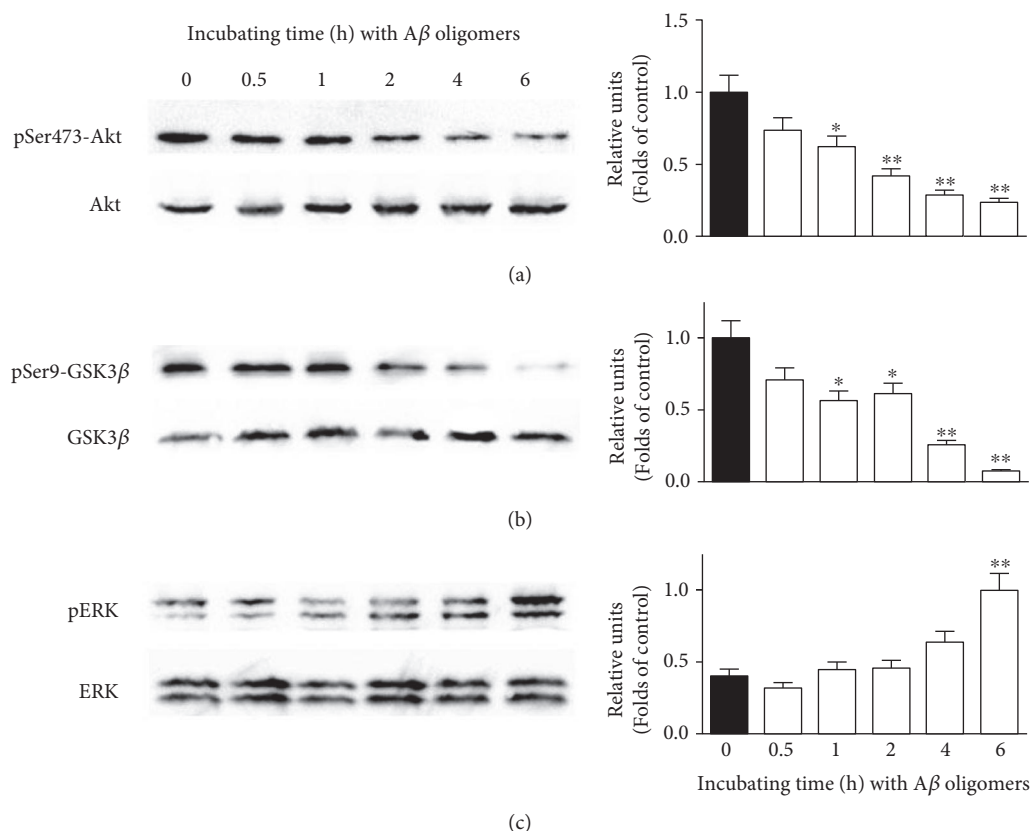 Incubating time (h) with Aβ oligomers
0 0.5 1 2 4 6
pSer473-Akt
Akt
Relative units
(Folds of control)
1.5
1.0
0.5
0.0
*
**
**
**
(a)
pSer9-GSK3β
GSK3β
Relative units
(Folds of control)
1.0
0.5
0.0
*
*
**
**
(b)
pERK
ERK
Relative units
(Folds of control)
1.0
0.5
0.0
**
0 0.5 1 2 4 6
Incubating time (h) with Aβ oligomers
(c)